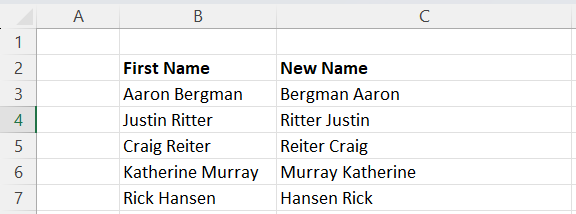 A B C
1
2 First Name New Name
3 Aaron Bergman Bergman Aaron
4 Justin Ritter Ritter Justin
5 Craig Reiter Reiter Craig
6 Katherine Murray Murray Katherine
7 Rick Hansen Hansen Rick